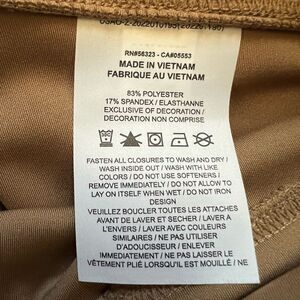 RN#56323 - CA#05553
MADE IN VIETNAM
FABRIQUE AU VIETNAM
83% POLYESTER
17% SPANDEX / ELASTHANNE
EXCLUSIVE OF DECORATION /
DECORATION NON COMPRISE
FASTEN ALL CLOSURES TO WASH AND DRY /
WASH INSIDE OUT / WASH WITH LIKE
COLORS / DO NOT USE SOFTENERS /
REMOVE IMMEDIATELY / DO NOT ALLOW TO
LAY ON ITSELF WHEN WET / DO NOT IRON
DESIGN
VEUILLEZ BOUCLER TOUTES LES ATTACHES
AVANT DE LAVER ET SECHER / LAVER A
L'ENVERS / LAVER AVEC COULEURS
SIMILAIRES / NE PAS UTILISER
D'ADOUCISSEUR / ENLEVER
IMMEDIATEMENT / NE PAS LAISSER LE
VÊTEMENT PLIÉ LORSQU'IL EST MOUILLÉ / NE